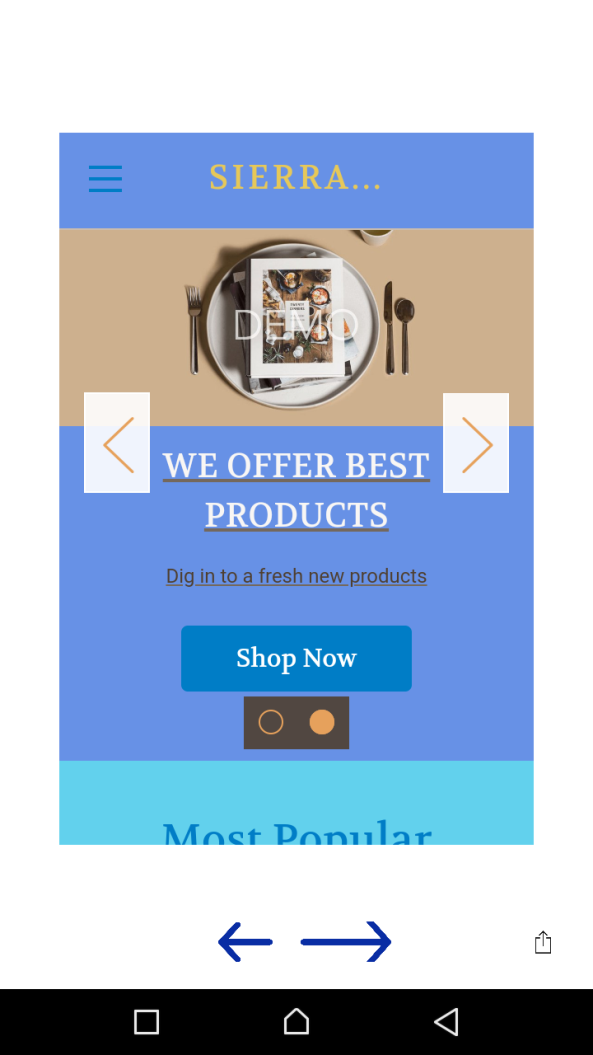 SIERRA...
DEMO
WE OFFER BEST
PRODUCTS
Dig in to a fresh new products
Shop Now
Most Popular